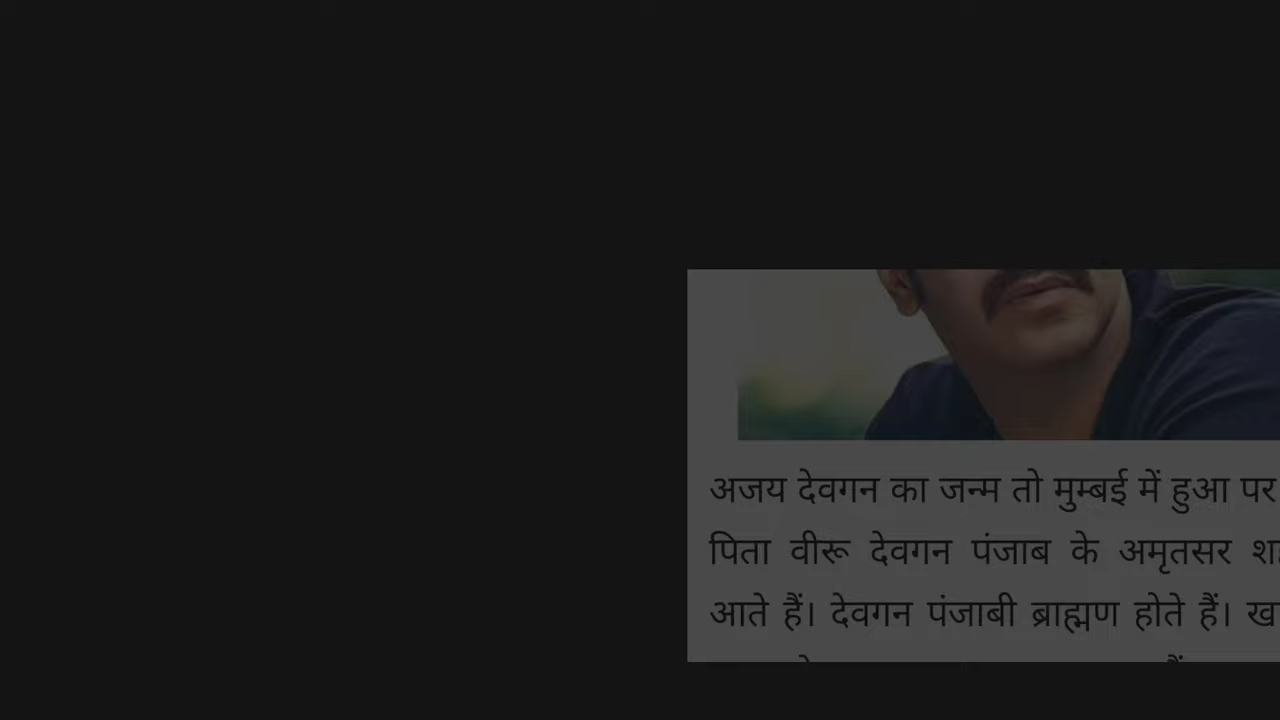 अजय देवगन का जन्म तो मुम्बई में हुआ पर
पिता वीरू देवगन पंजाब के अमृतसर
आते हैं। देवगन पंजाबी ब्राह्मण होते हैं।